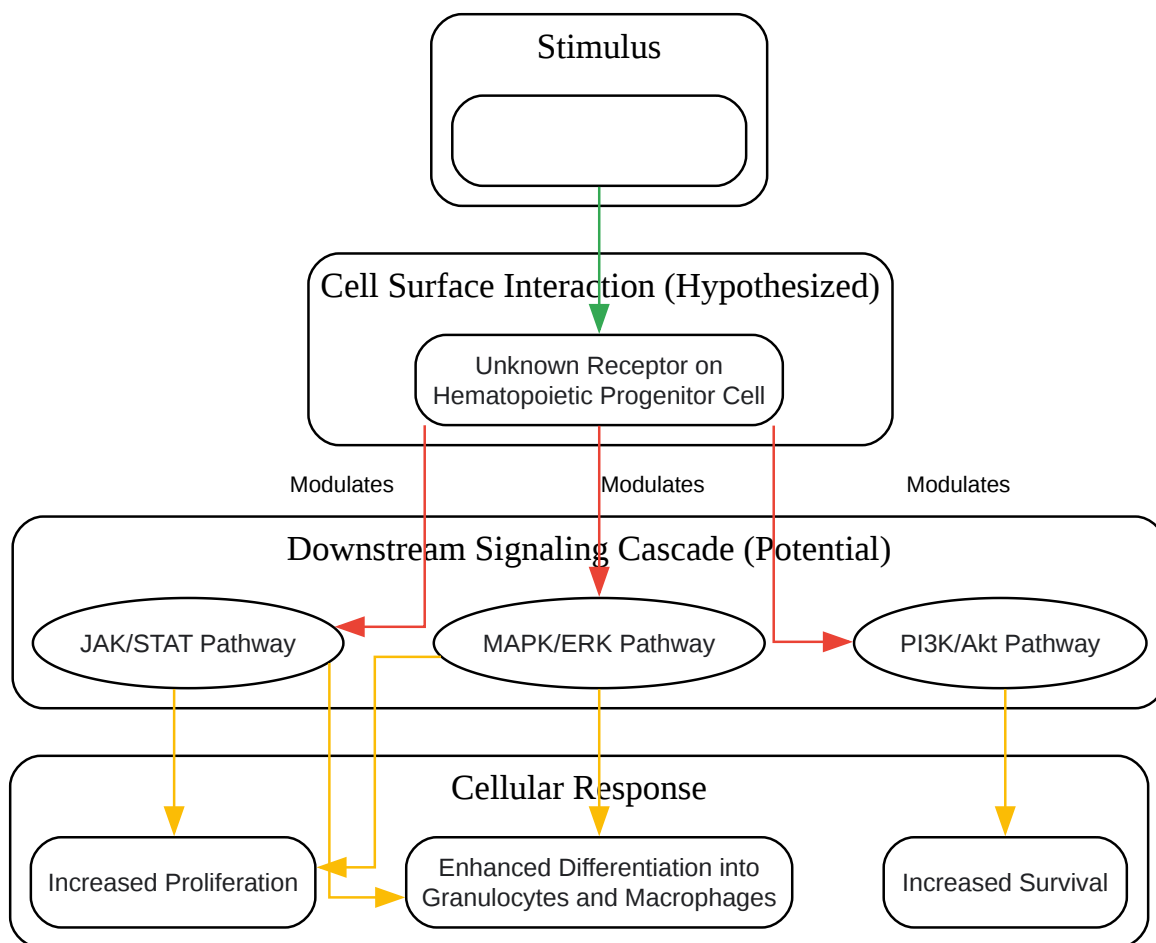 Stimulus
Cell Surface Interaction (Hypothesized)
Unknown Receptor on
Hematopoietic Progenitor Cell
Modulates
Modulates
Modulates
Downstream Signaling Cascade (Potential)
JAK/STAT Pathway
MAPK/ERK Pathway
PI3K/Akt Pathway
Cellular Response
Increased Proliferation
Enhanced Differentiation into
Granulocytes and Macrophages
Increased Survival